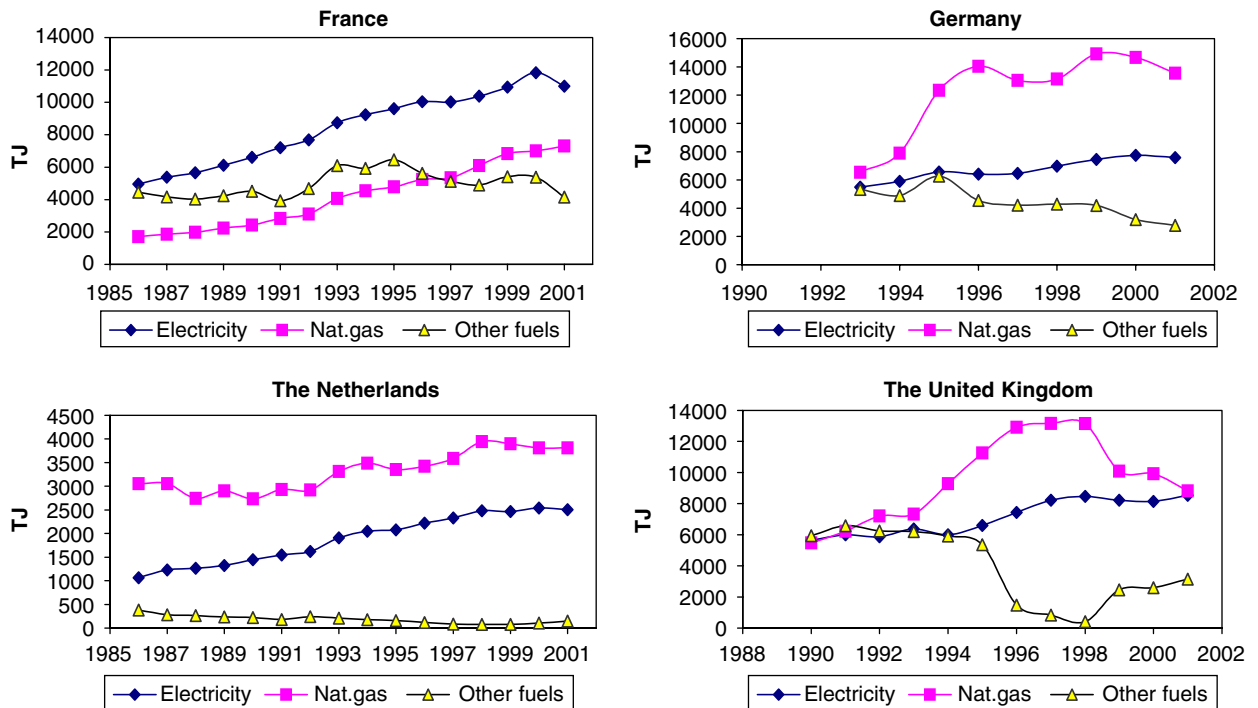 France
14000
12000
10000
8000
6000
4000
2000
0
TJ
1985 1987 1989 1991 1993 1995 1997 1999 2001
Electricity Nat.gas Other fuels
Germany
16000
14000
12000
10000
8000
6000
4000
2000
0
TJ
1990 1992 1994 1996 1998 2000 2002
Electricity Nat.gas Other fuels
The Netherlands
4500
4000
3500
3000
2500
2000
1500
1000
500
0
TJ
1985 1987 1989 1991 1993 1995 1997 1999 2001
Electricity Nat.gas Other fuels
The United Kingdom
14000
12000
10000
8000
6000
4000
2000
0
TJ
1988 1990 1992 1994 1996 1998 2000 2002
Electricity Nat.gas Other fuels